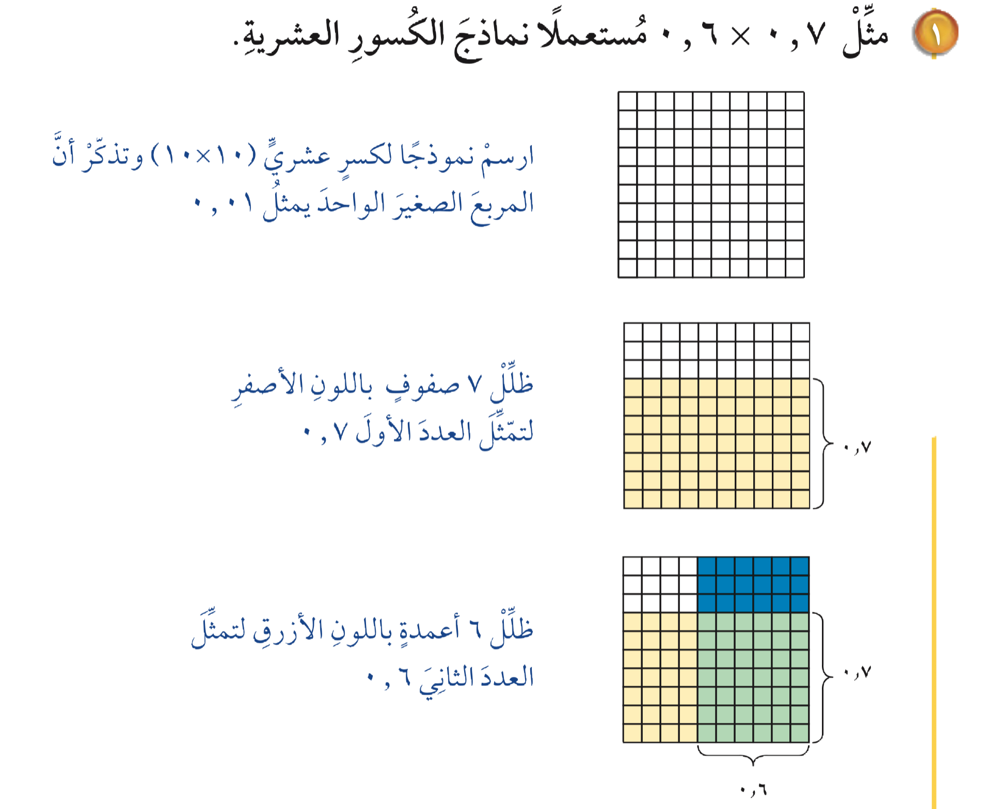 ١ مثِّلْ ٠,٧ × ٠,٦ مُستعملًا نماذجَ الكُسورِ العشريةِ.
ارسمْ نموذجًا لكسرٍ عشريٍّ (١٠×١٠) وتذكّرْ أنَّ
المربعَ الصغيرَ الواحدَ يمثلُ ٠,٠١
ظلِّلْ ٧ صفوفٍ باللونِ الأصفرِ
لتمّثِّلَ العددَ الأولَ ٠,٧
٠,٧
ظلِّلْ ٦ أعمدةٍ باللونِ الأزرقِ لتمثِّلَ
العددَ الثانِيَ ٠,٦
٠,٧
٠,٦